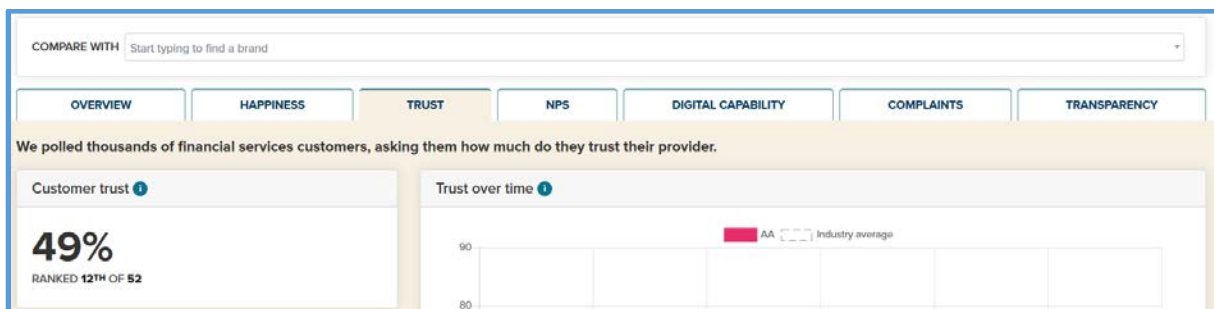 COMPARE WITH Start typing to find a brand
OVERVIEW HAPPINESS TRUST NPS DIGITAL CAPABILITY COMPLAINTS TRANSPARENCY
We polled thousands of financial services customers, asking them how much do they trust their provider.
Customer trust i
Trust over time i
49%
RANKED 12TH OF 52
AA Industry average
90
80